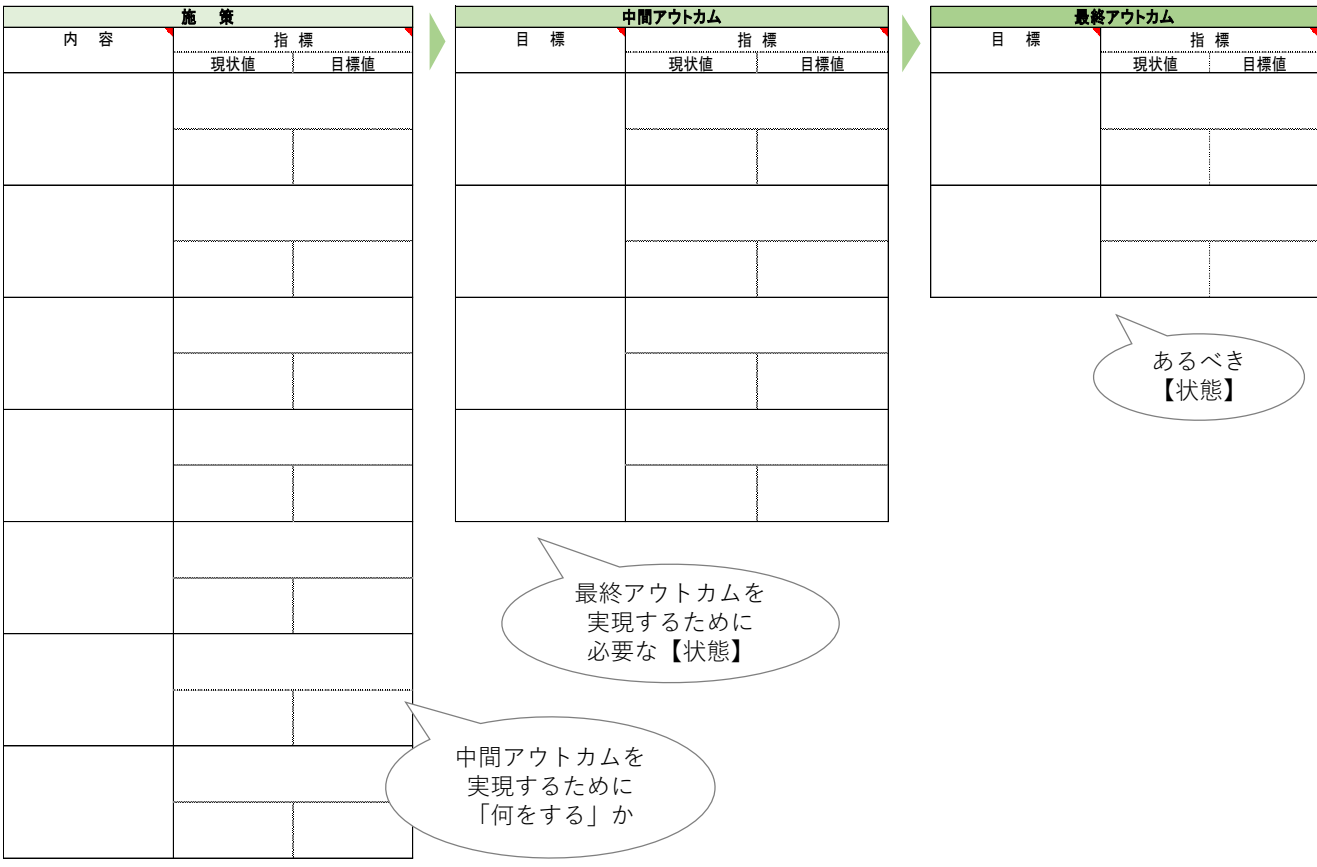 施 策
内 容
指 標
現状値
目標値
中間アウトカム
目 標
指 標
現状値
目標値
最終アウトカム
目 標
指 標
現状値
目標値
あるべき
【状態】
最終アウトカムを
実現するために
必要な【状態】
中間アウトカムを
実現するために
「何をする」か